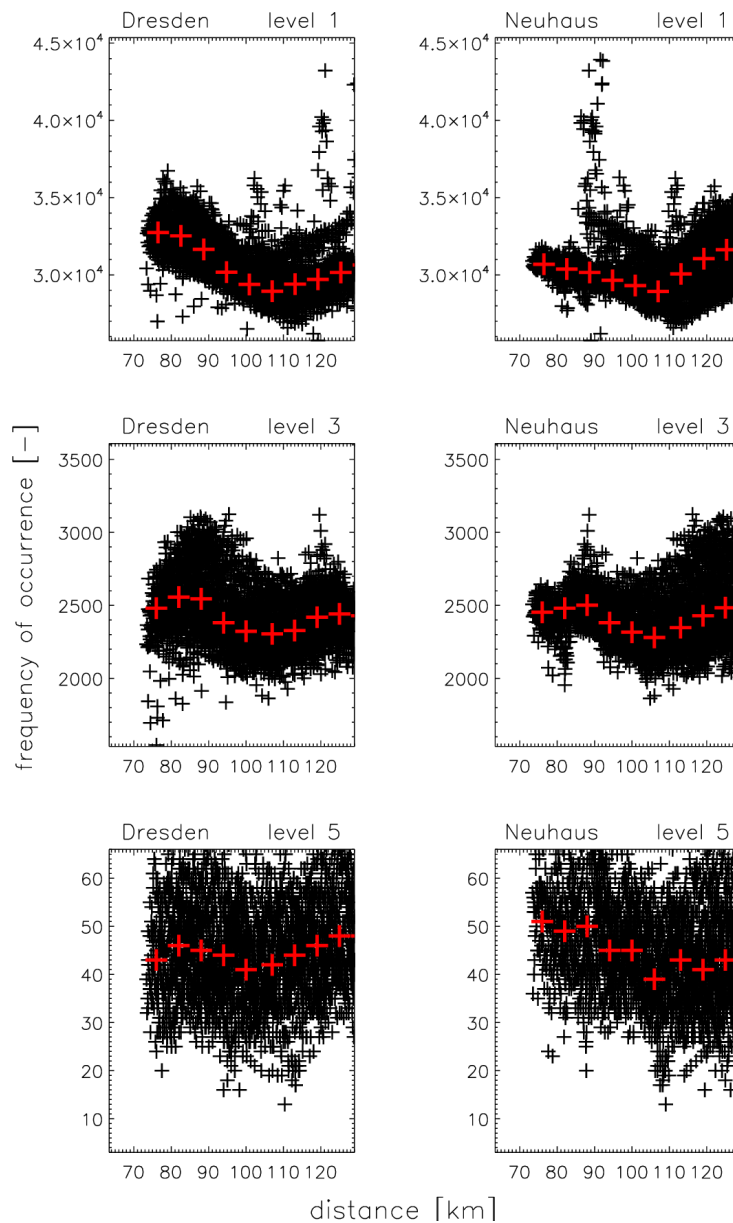 Dresden level 1
4.5×10⁴
4.0×10⁴
3.5×10⁴
3.0×10⁴
70 80 90 100 110 120
Neuhaus level 1
4.5×10⁴
4.0×10⁴
3.5×10⁴
3.0×10⁴
70 80 90 100 110 120
Dresden level 3
3500
3000
2500
2000
70 80 90 100 110 120
Neuhaus level 3
3500
3000
2500
2000
70 80 90 100 110 120
Dresden level 5
60
50
40
30
20
10
70 80 90 100 110 120
Neuhaus level 5
60
50
40
30
20
10
70 80 90 100 110 120
frequency of occurrence [-]
distance [km]